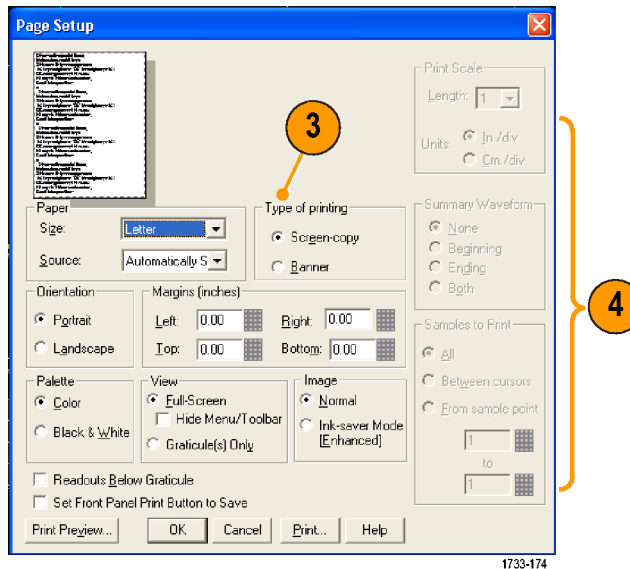 Page Setup
Print Scale
Length: 1
Units: In./div
Cm./div
3
Paper
Size: Letter
Source: Automatically S
Type of printing
Screen-copy
Banner
Summary Waveform
None
Beginning
Ending
Both
4
Orientation
Portrait
Landscape
Margins (inches)
Left: 0.00 Right: 0.00
Top: 0.00 Bottom: 0.00
Samples to Print
All
Between cursors
From sample point
1
to
1
Palette
Color
Black & White
View
Full-Screen
Hide Menu/Toolbar
Graticule(s) Only
Image
Normal
Ink-saver Mode
(Enhanced)
Readouts Below Graticule
Set Front Panel Print Button to Save
Print Preview... OK Cancel Print... Help
1733-174